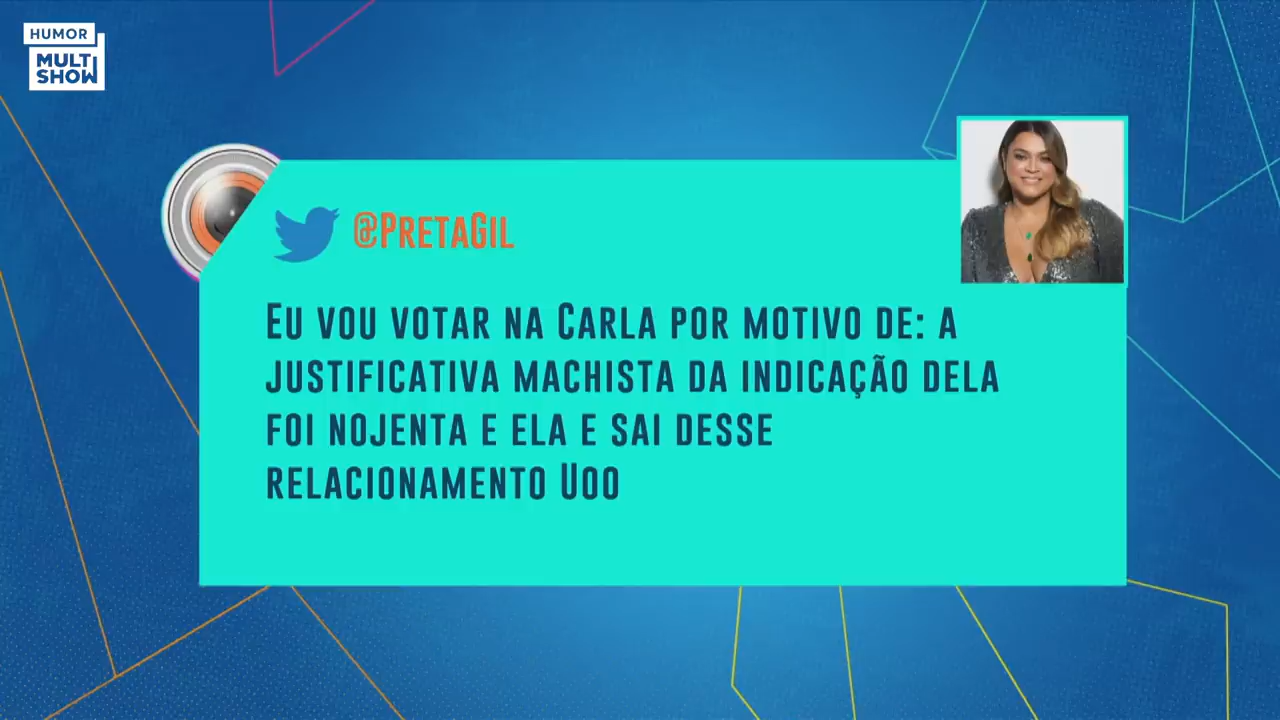 HUMOR
MULTI
SHOW
@PRETAGIL
EU VOU VOTAR NA CARLA POR MOTIVO DE: A
JUSTIFICATIVA MACHISTA DA INDICAÇÃO DELA
FOI NOJENTA E ELA E SAI DESSE
RELACIONAMENTO UOO